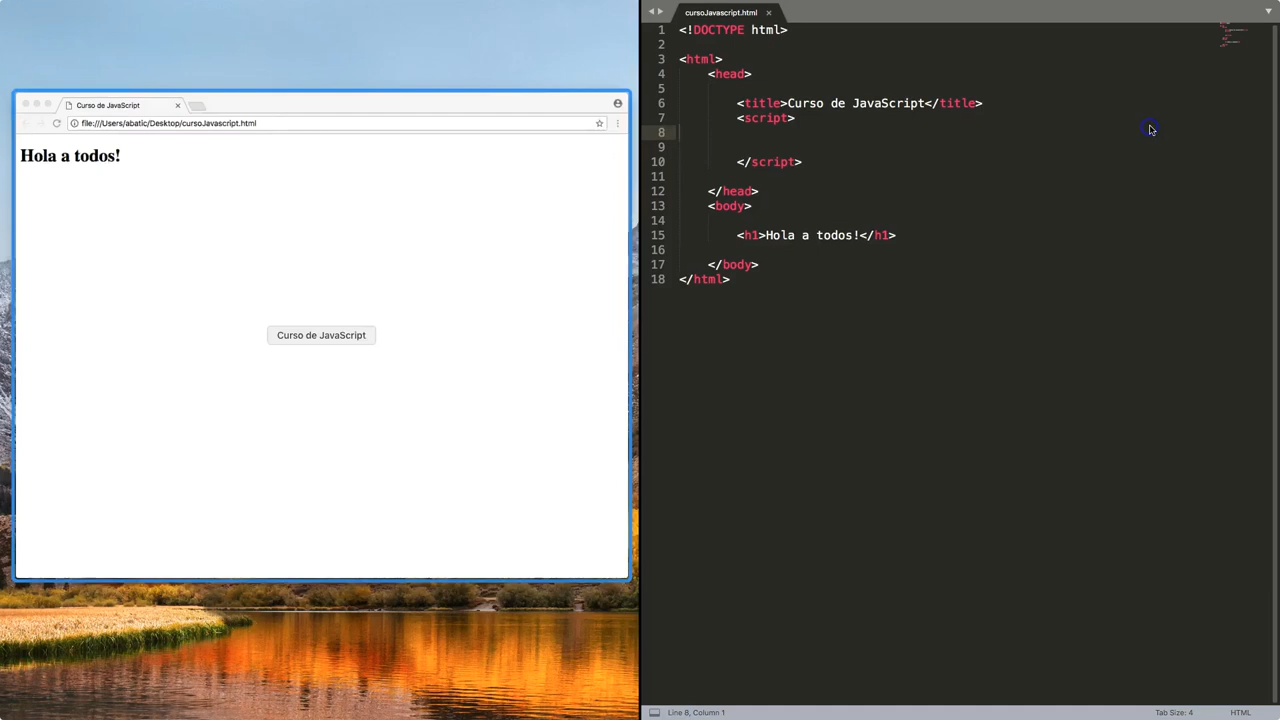 Curso de JavaScript
file:///Users/abatic/Desktop/cursoJavascript.html
Hola a todos!
Curso de JavaScript
cursoJavascript.html
1 <!DOCTYPE html>
2
3 <html>
4 <head>
5
6 <title>Curso de JavaScript</title>
7 <script>
8
9
10 </script>
11
12 </head>
13 <body>
14
15 <h1>Hola a todos!</h1>
16
17 </body>
18 </html>
Line 8, Column 1
Tab Size: 4
HTML